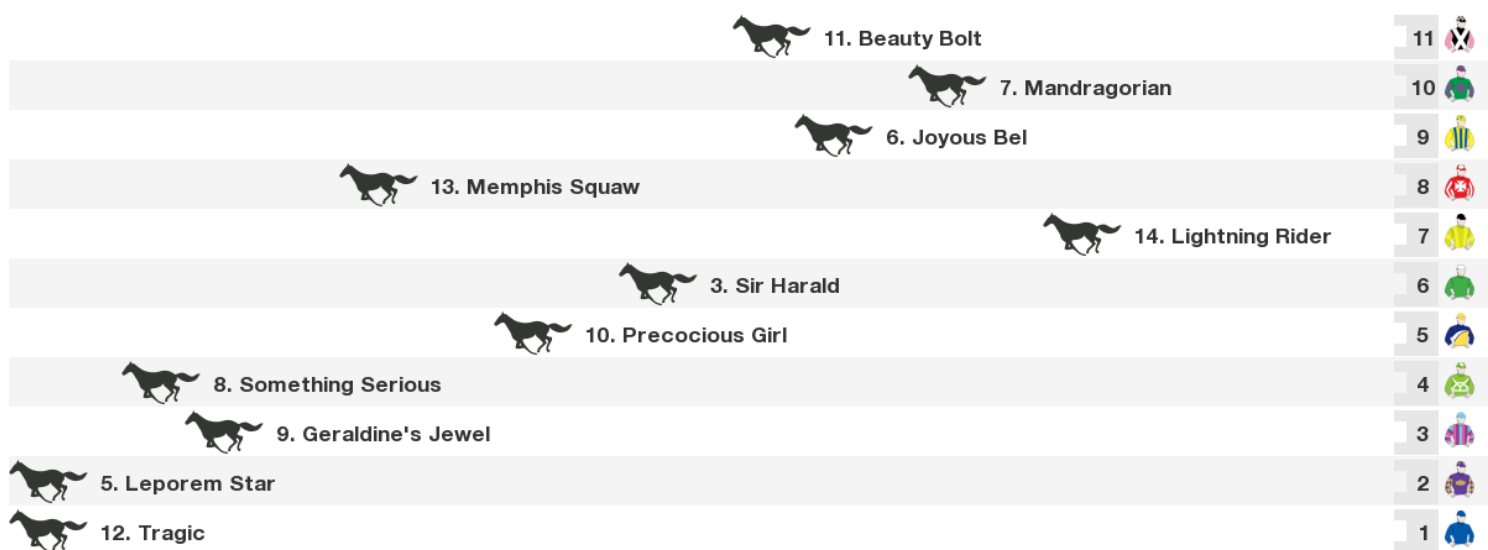 11. Beauty Bolt 11
7. Mandragorian 10
6. Joyous Bel 9
13. Memphis Squaw 8
14. Lightning Rider 7
3. Sir Harald 6
10. Precocious Girl 5
8. Something Serious 4
9. Geraldine's Jewel 3
5. Leporem Star 2
12. Tragic 1